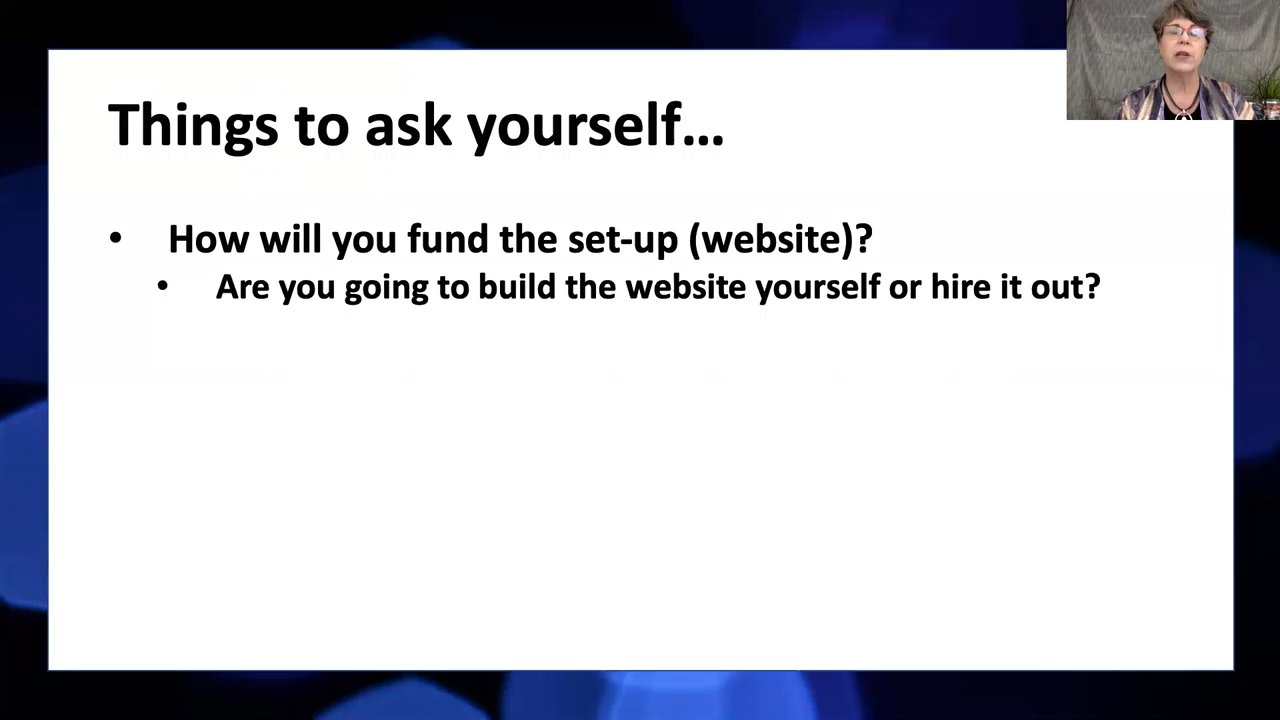 Things to ask yourself…
• How will you fund the set-up (website)?
• Are you going to build the website yourself or hire it out?